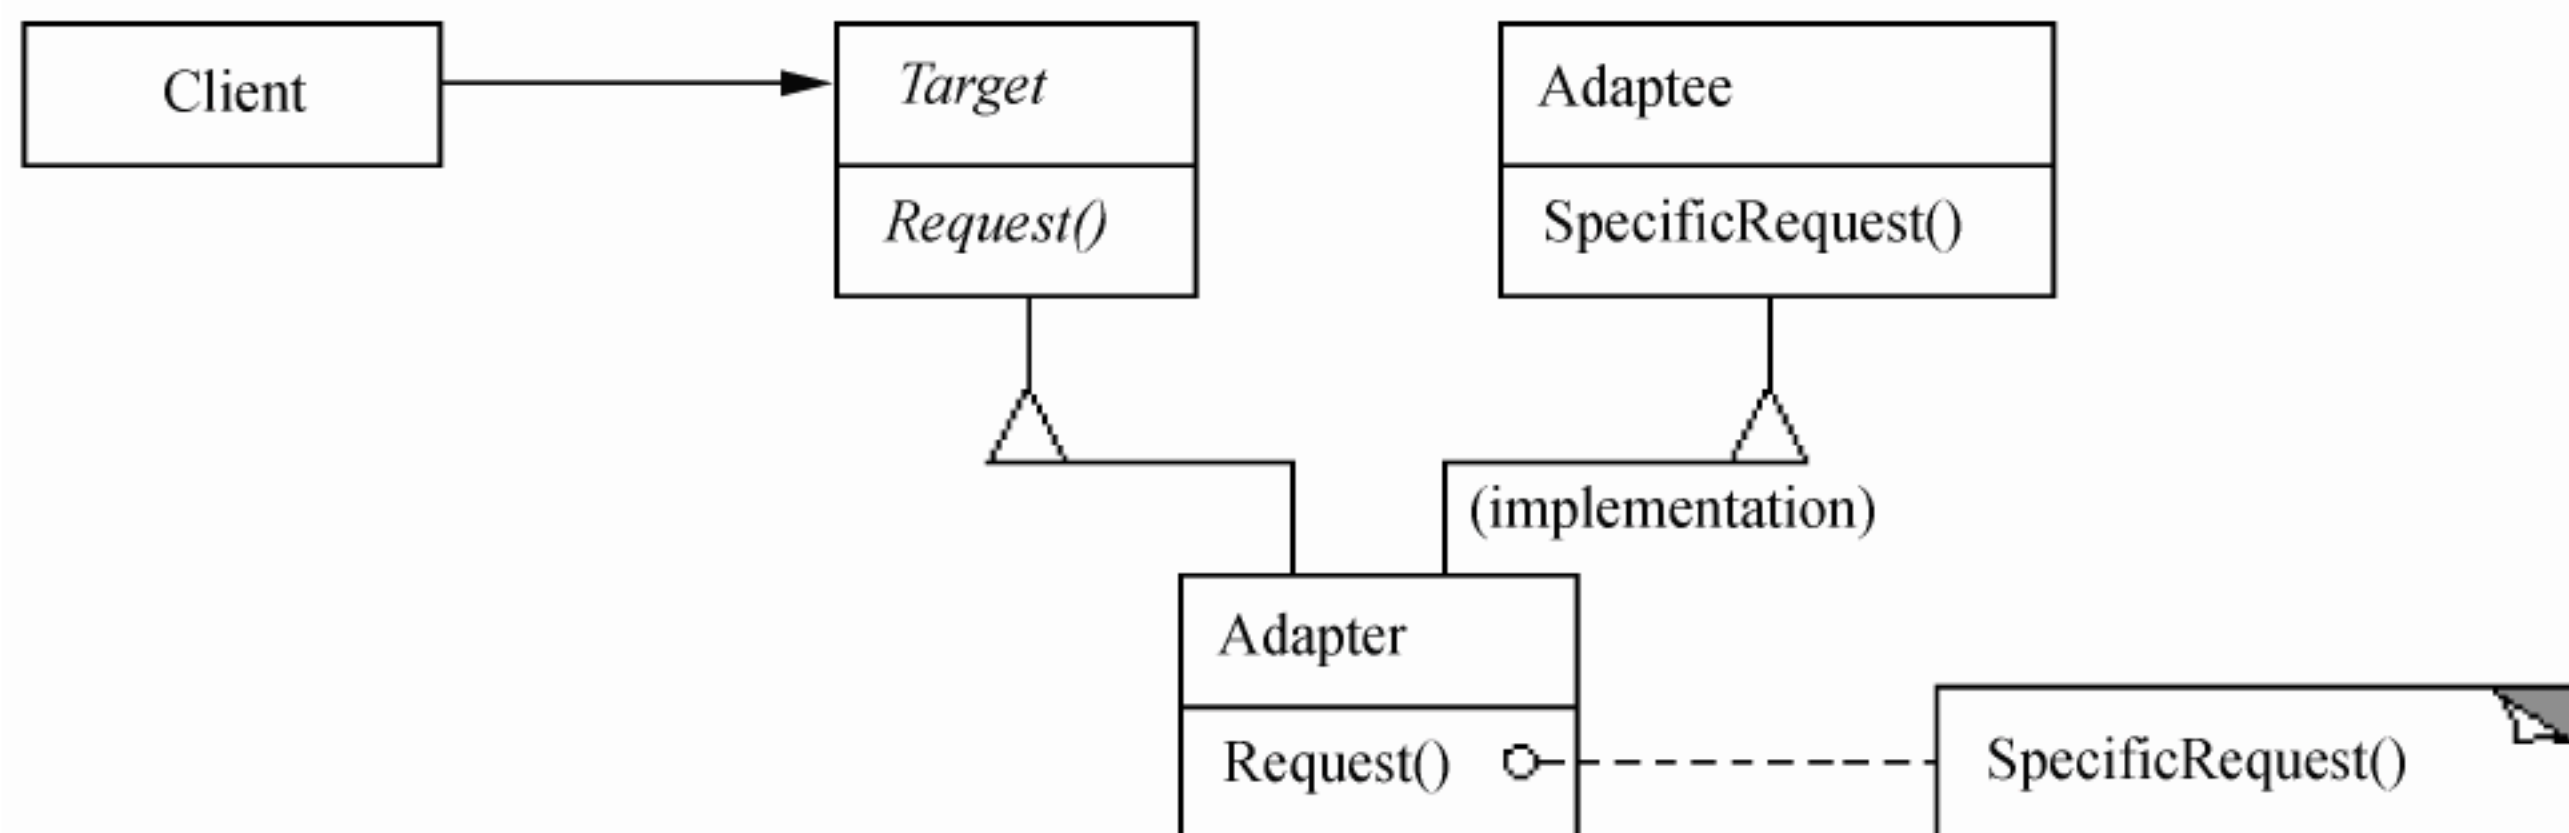 Client
Target
Request()
Adaptee
SpecificRequest()
(implementation)
Adapter
Request()
SpecificRequest()